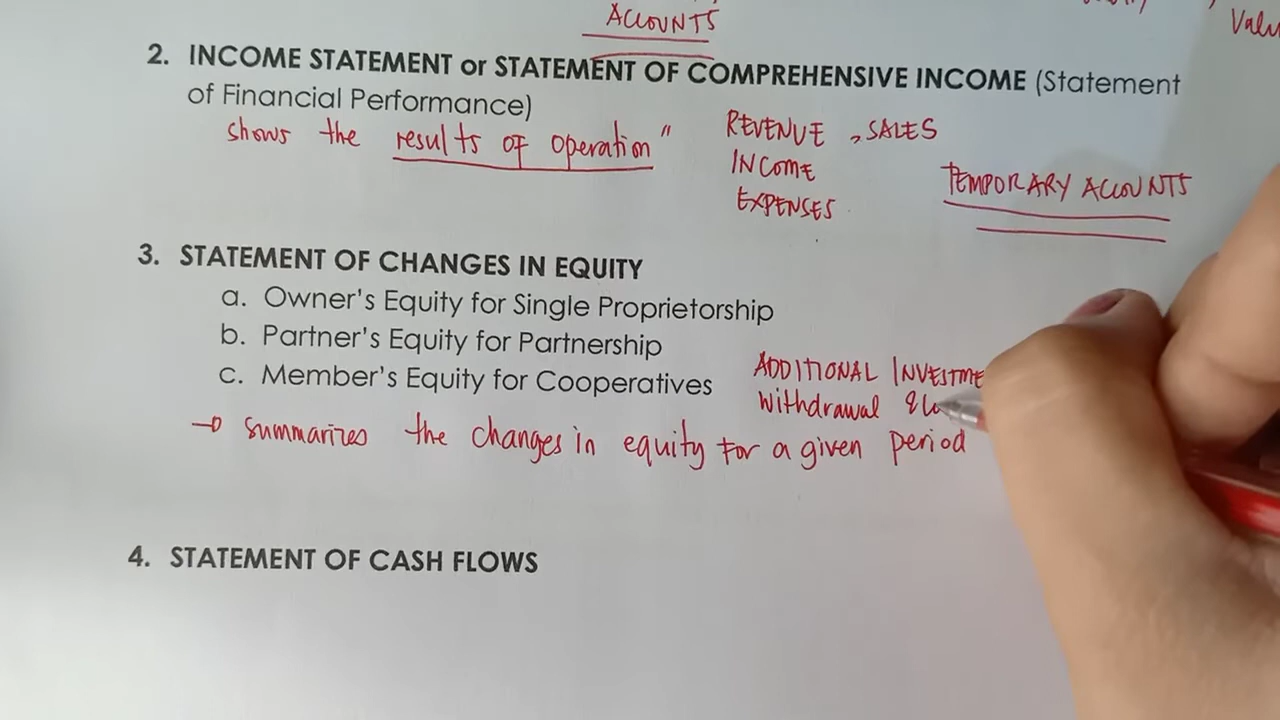 ACCOUNTS
2. INCOME STATEMENT or STATEMENT OF COMPREHENSIVE INCOME (Statement
of Financial Performance)
shows the results of operation"
REVENUE, SALES
INCOME
EXPENSES
TEMPORARY ACCOUNTS
3. STATEMENT OF CHANGES IN EQUITY
a. Owner's Equity for Single Proprietorship
b. Partner's Equity for Partnership
c. Member's Equity for Cooperatives
ADDITIONAL INVESTME
Withdrawal &
→ summarizes the changes in equity for a given period
4. STATEMENT OF CASH FLOWS